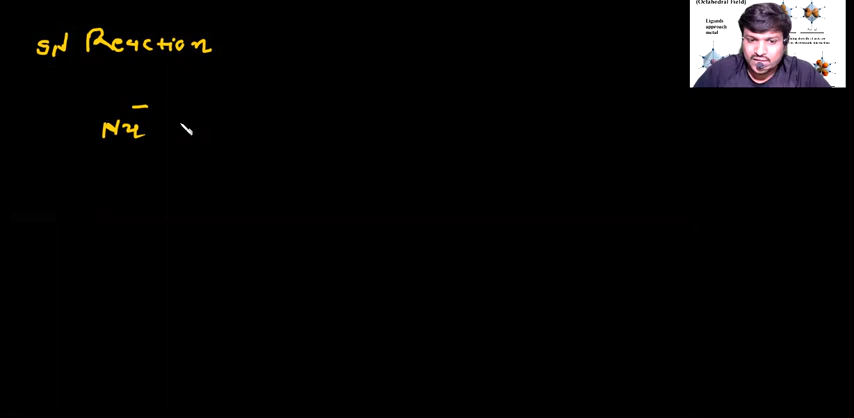 SN Reaction
Nu⁻
(Octahedral Field)
Ligands
approach
metal